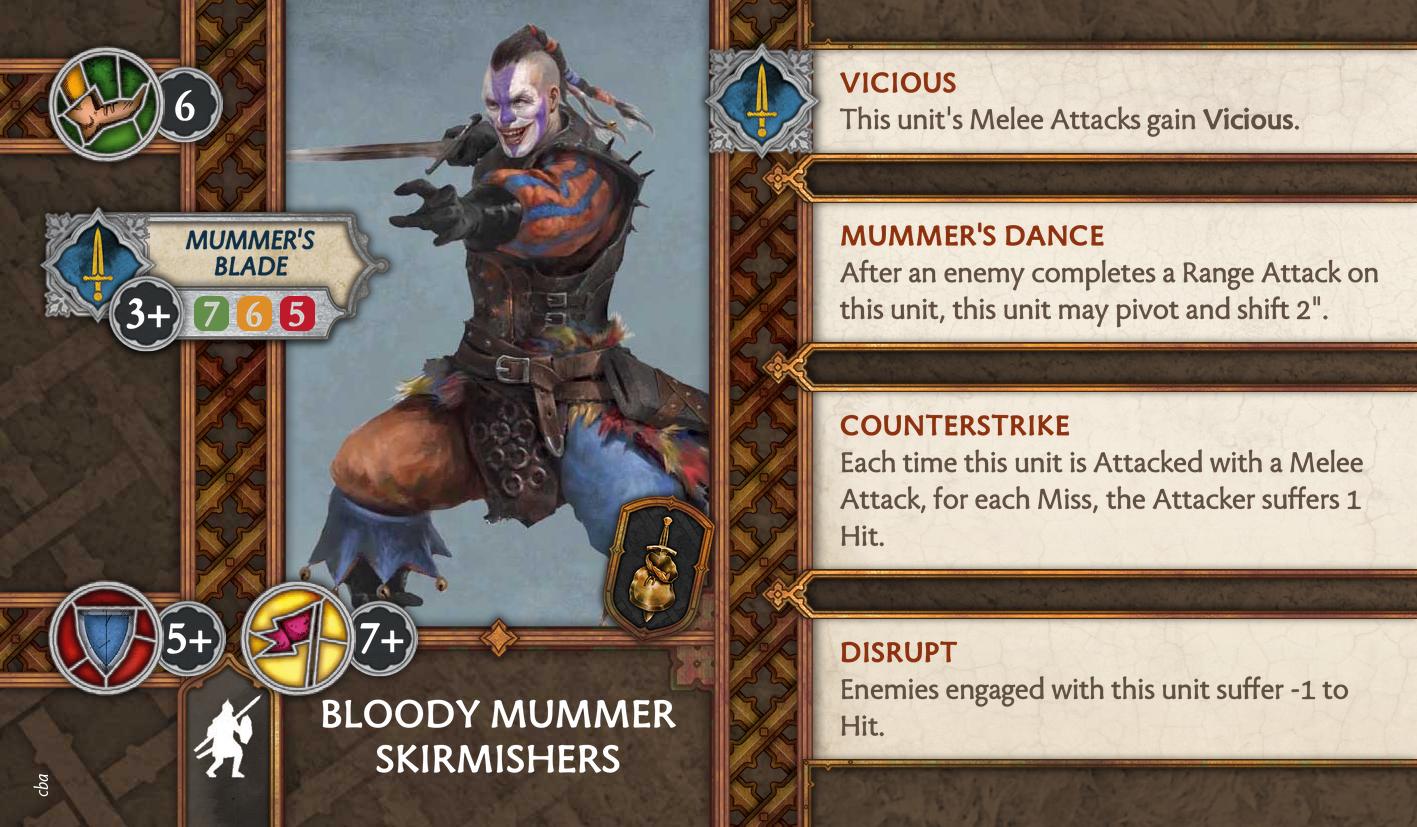 6
MUMMER'S
BLADE
3+ 7 6 5
5+ 7+
BLOODY MUMMER
SKIRMISHERS
cba
VICIOUS
This unit's Melee Attacks gain Vicious.
MUMMER'S DANCE
After an enemy completes a Range Attack on
this unit, this unit may pivot and shift 2".
COUNTERSTRIKE
Each time this unit is Attacked with a Melee
Attack, for each Miss, the Attacker suffers 1
Hit.
DISRUPT
Enemies engaged with this unit suffer -1 to
Hit.